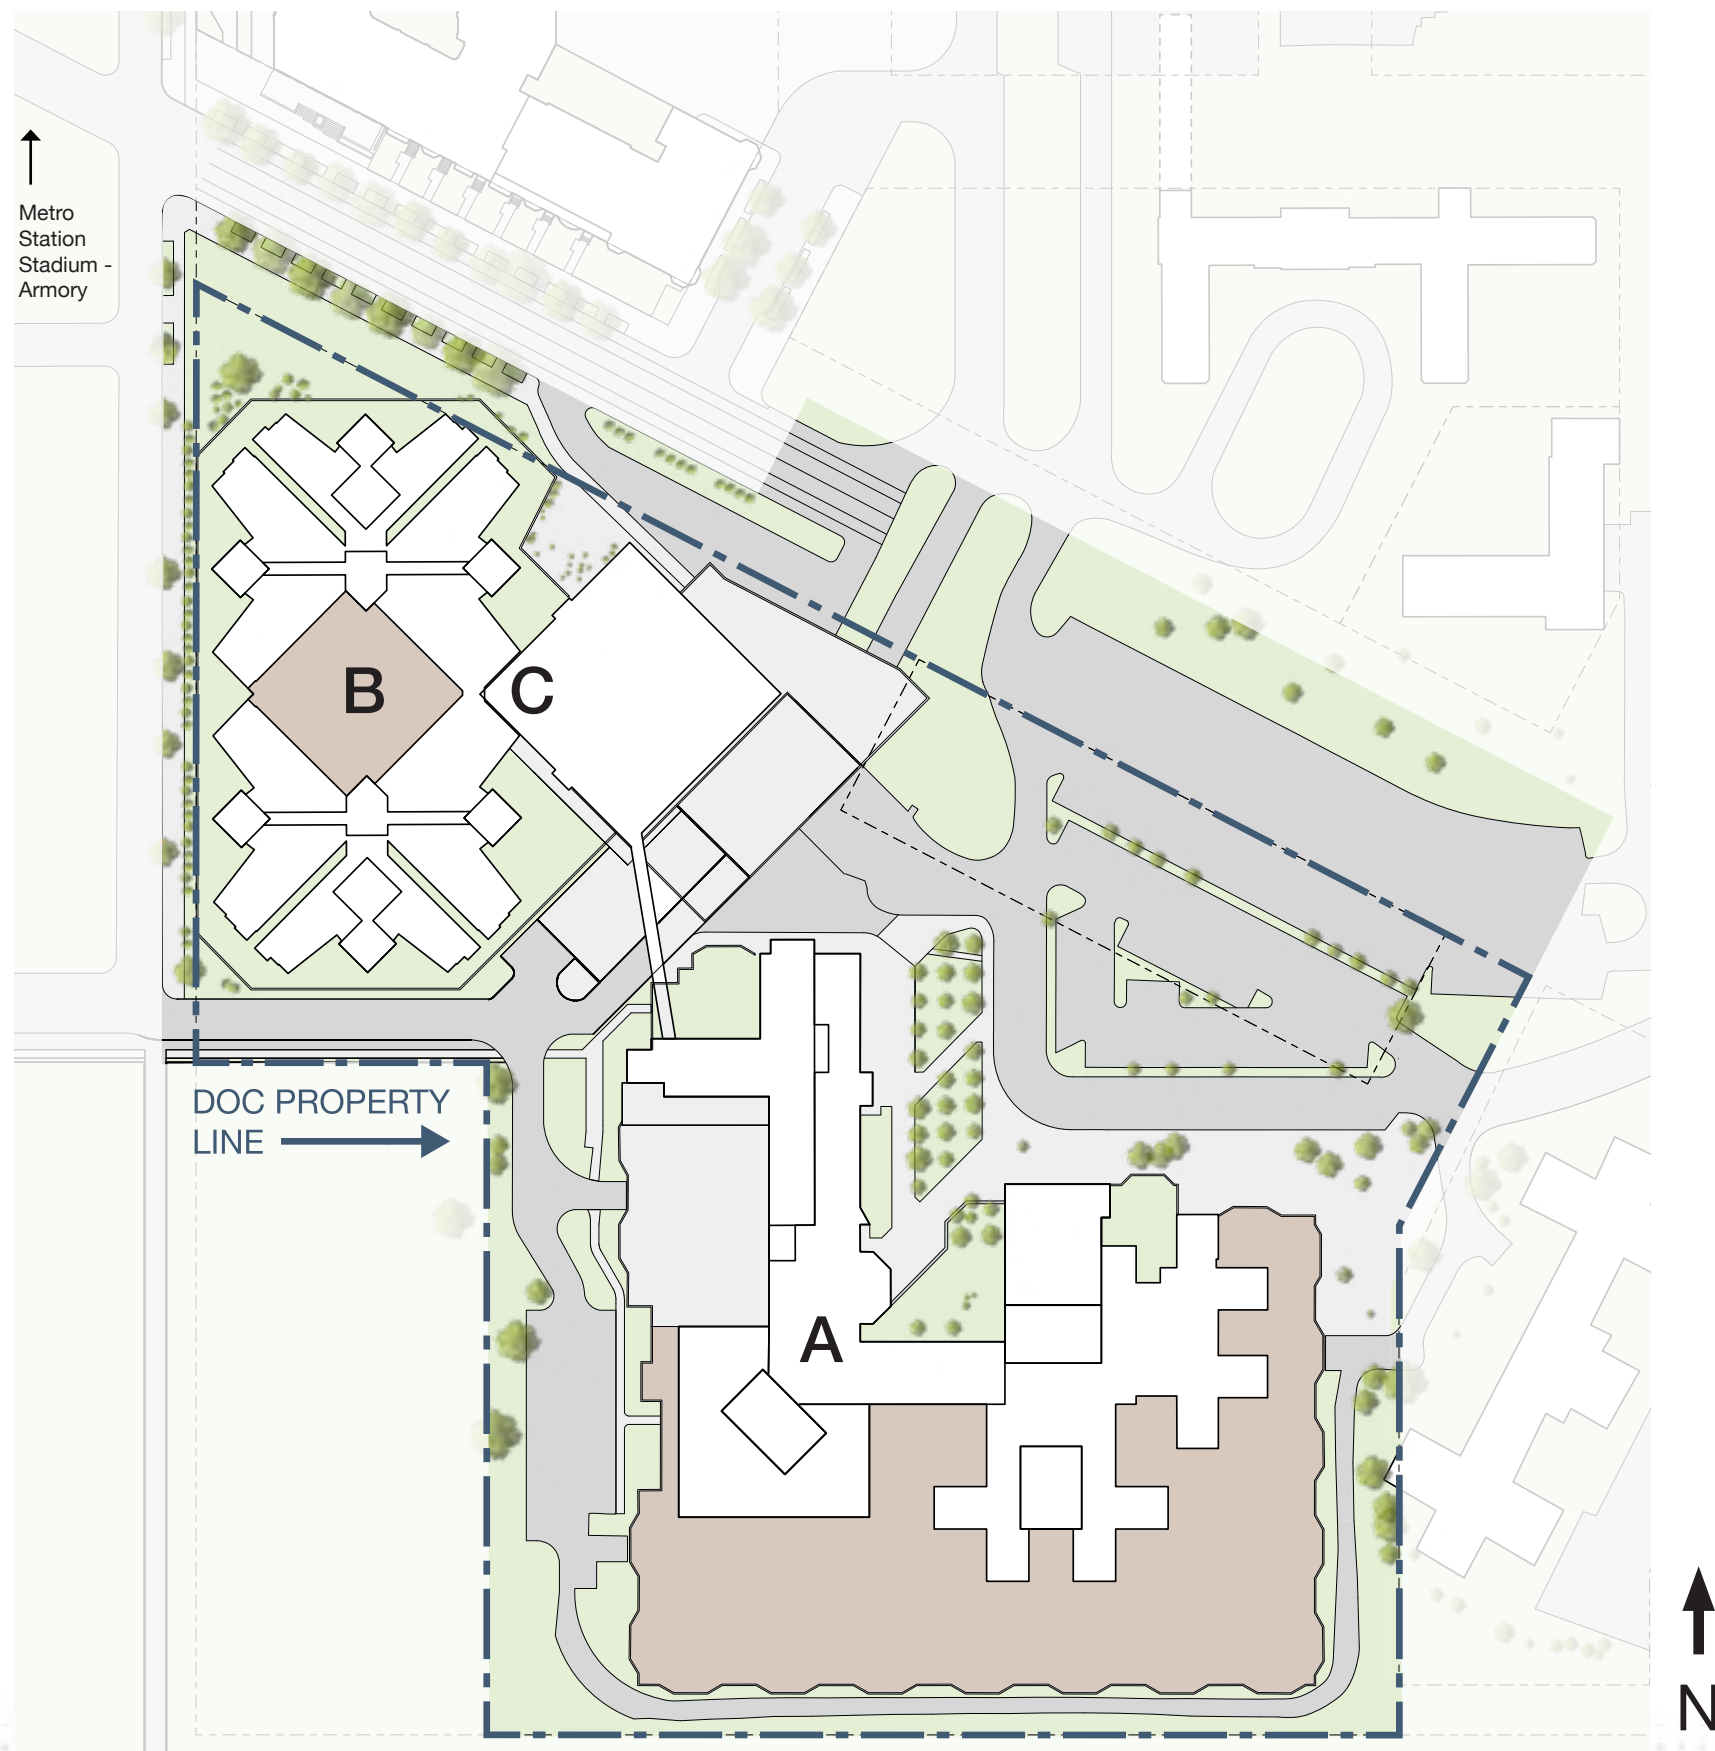 Metro
Station
Stadium -
Armory
B
C
DOC PROPERTY
LINE
A
N